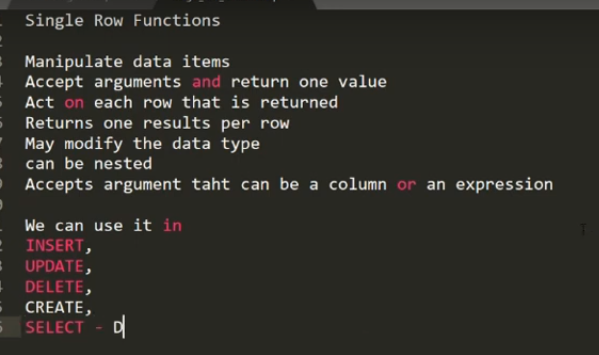 Single Row Functions
Manipulate data items
Accept arguments and return one value
Act on each row that is returned
Returns one results per row
May modify the data type
can be nested
Accepts argument taht can be a column or an expression
We can use it in
INSERT,
UPDATE,
DELETE,
CREATE,
SELECT - D